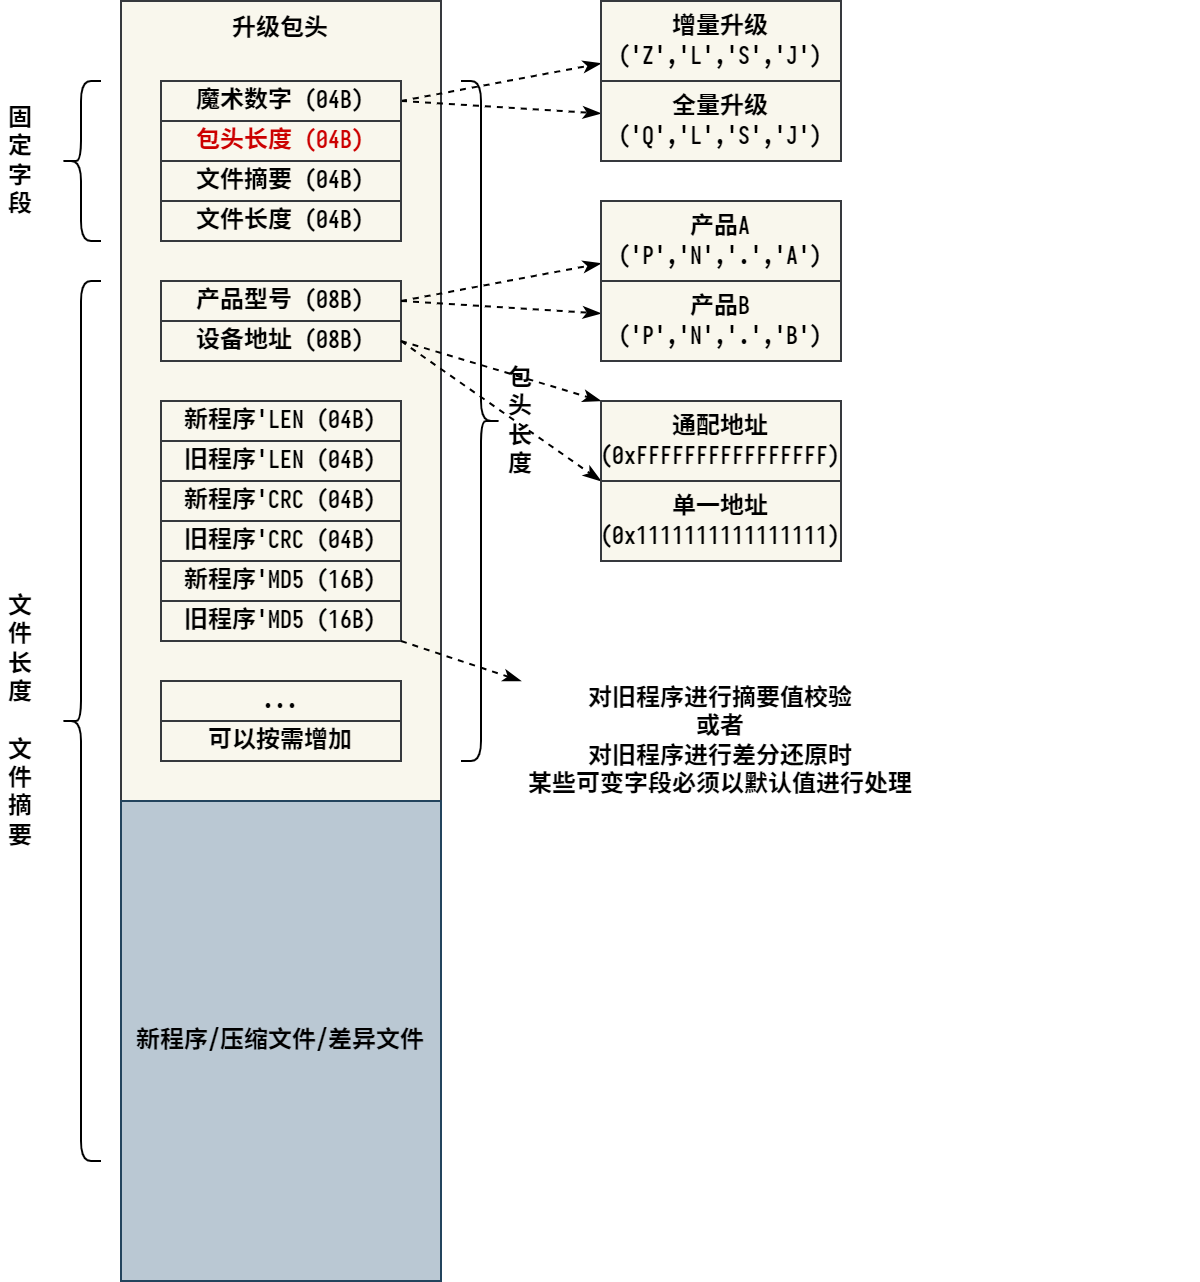 升级包头
固定字段
魔术数字 (04B)
包头长度 (04B)
文件摘要 (04B)
文件长度 (04B)
产品型号 (08B)
设备地址 (08B)
新程序'LEN (04B)
旧程序'LEN (04B)
新程序'CRC (04B)
旧程序'CRC (04B)
新程序'MD5 (16B)
旧程序'MD5 (16B)
...
可以按需增加
文件长度
文件摘要
新程序/压缩文件/差异文件
包头长度
增量升级
('Z','L','S','J')
全量升级
('Q','L','S','J')
产品A
('P','N','.','A')
产品B
('P','N','.','B')
通配地址
(0xFFFFFFFFFFFFFFFF)
单一地址
(0x1111111111111111)
对旧程序进行摘要值校验
或者
对旧程序进行差分还原时
某些可变字段必须以默认值进行处理